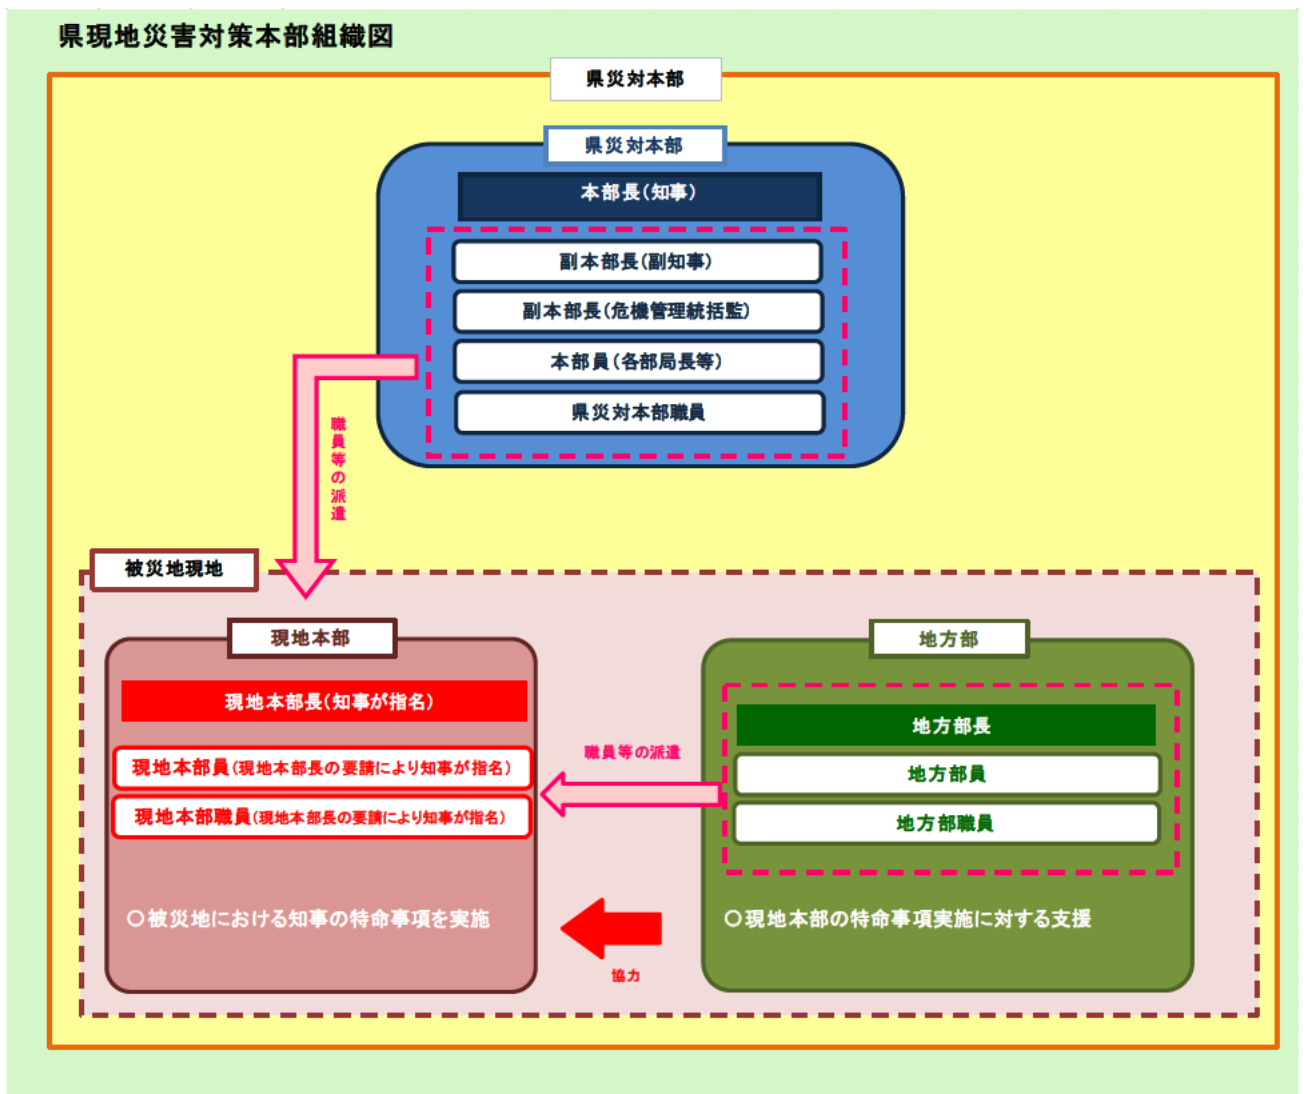 県現地災害対策本部組織図
県災対本部
県災対本部
本部長(知事)
副本部長(副知事)
副本部長(危機管理統括監)
本部員(各部局長等)
県災対本部職員
職員等の派遣
被災地現地
現地本部
現地本部長(知事が指名)
現地本部員(現地本部長の要請により知事が指名)
現地本部職員(現地本部長の要請により知事が指名)
〇被災地における知事の特命事項を実施
職員等の派遣
協力
地方部
地方部長
地方部員
地方部職員
〇現地本部の特命事項実施に対する支援